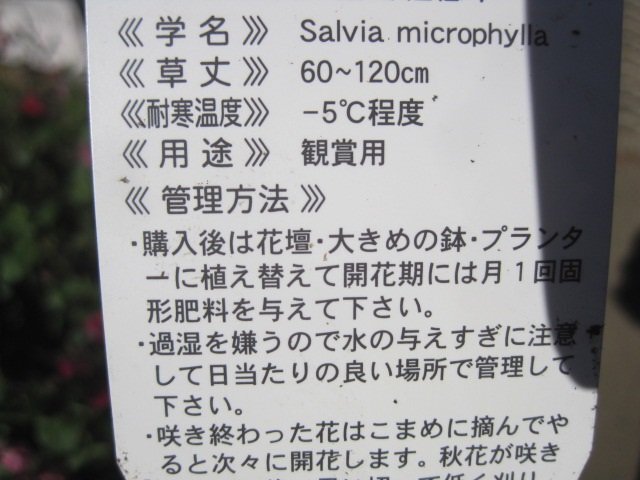 《 学 名 》 Salvia microphylla
《 草 丈 》 60~120cm
《耐寒温度》 −5℃程度
《 用 途 》 観賞用
《 管理方法 》
・購入後は花壇・大きめの鉢・プランタ
ーに植え替えて開花期には月1回固
形肥料を与えて下さい。
・過湿を嫌うので水の与えすぎに注意
して日当たりの良い場所で管理して
下さい。
・咲き終わった花はこまめに摘んでや
ると次々に開花します。秋花が咲き